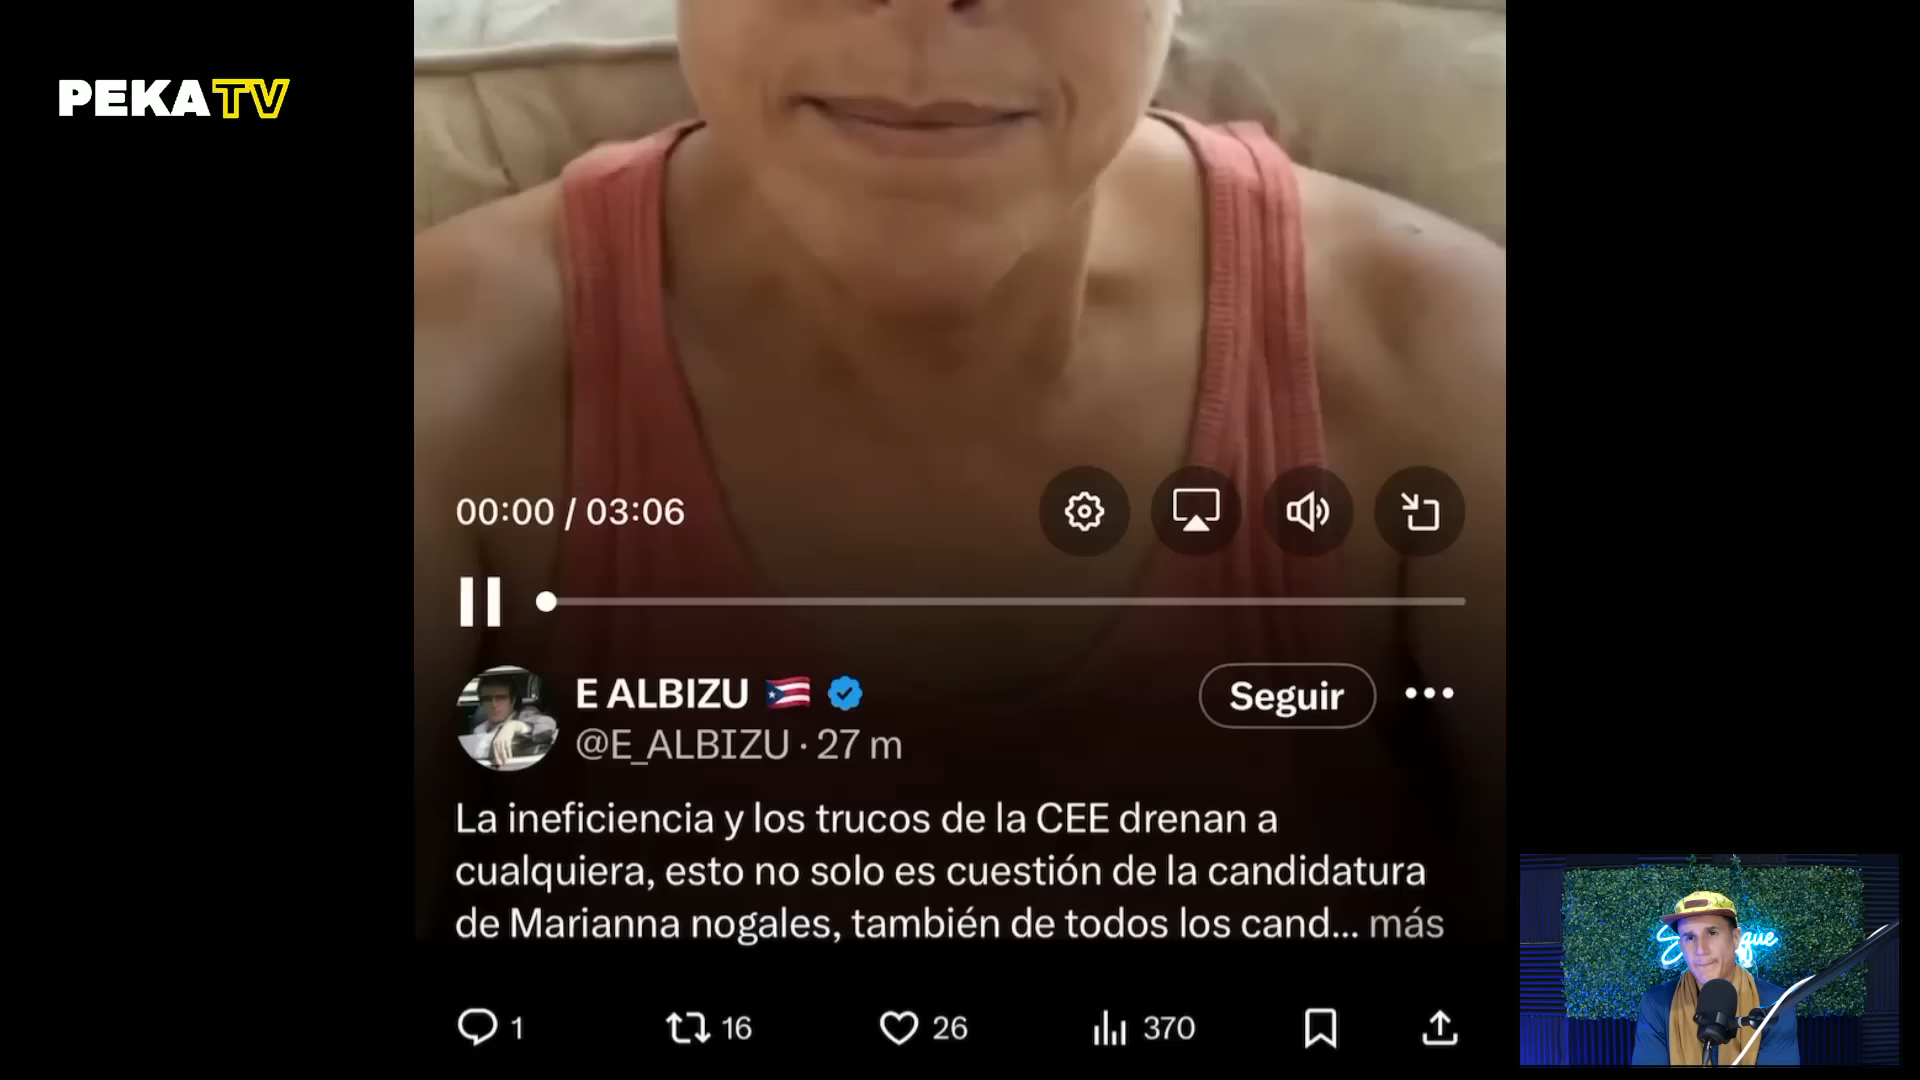 PEKATV
00:00 / 03:06
E ALBIZU 🇵🇷
Seguir
@E_ALBIZU · 27 m
La ineficiencia y los trucos de la CEE drenan a
cualquiera, esto no solo es cuestión de la candidatura
de Marianna nogales, también de todos los cand... más
1
16
26
370